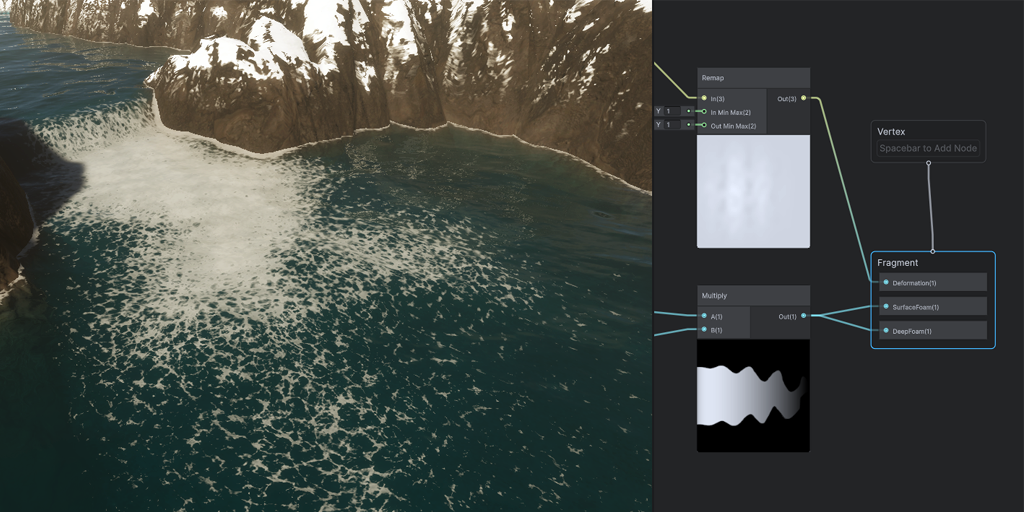 Remap
In(3)
Out(3)
Y 1
In Min Max(2)
Y 1
Out Min Max(2)
Vertex
Spacebar to Add Node
Fragment
Deformation(1)
SurfaceFoam(1)
DeepFoam(1)
Multiply
A(1)
Out(1)
B(1)